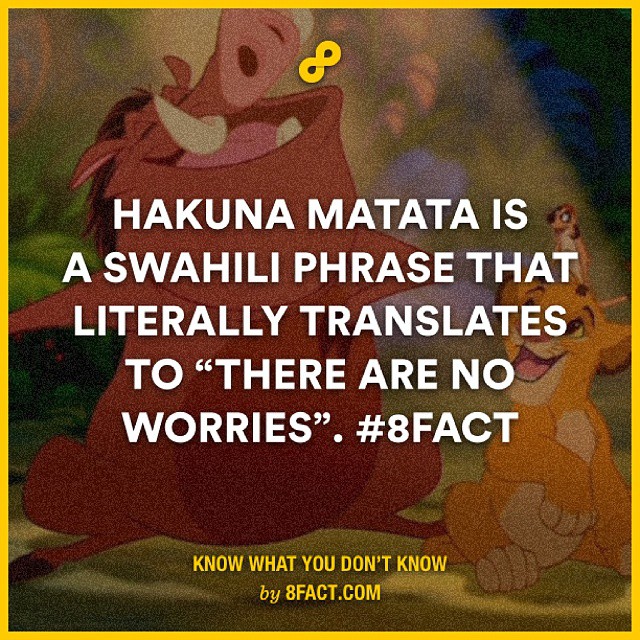 HAKUNA MATATA IS
A SWAHILI PHRASE THAT
LITERALLY TRANSLATES
TO “THERE ARE NO
WORRIES”. #8FACT
KNOW WHAT YOU DON’T KNOW
by 8FACT.COM